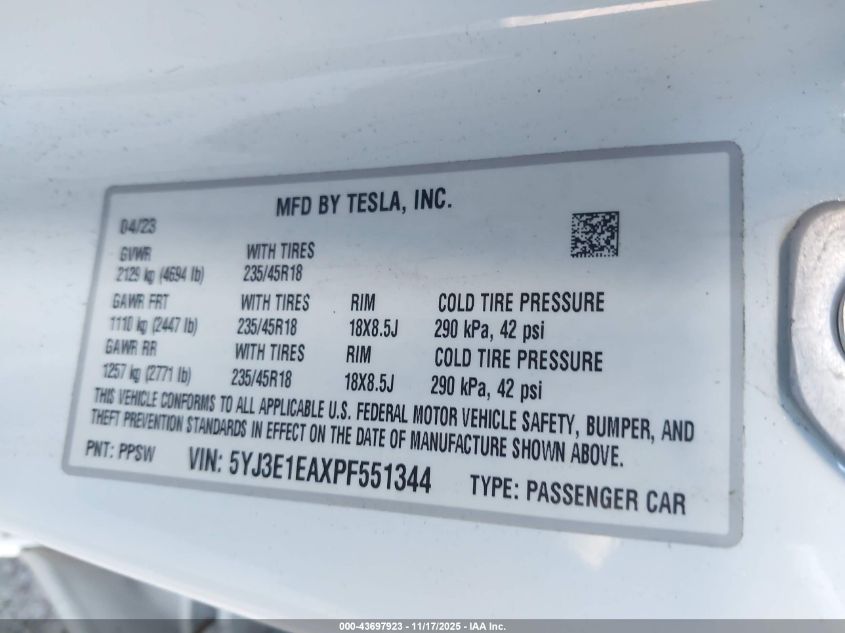 MFD BY TESLA, INC.
04/23
GVWR WITH TIRES
2129 kg (4694 lb) 235/45R18
GAWR FRT WITH TIRES RIM COLD TIRE PRESSURE
1110 kg (2447 lb) 235/45R18 18X8.5J 290 kPa, 42 psi
GAWR RR WITH TIRES RIM COLD TIRE PRESSURE
1257 kg (2771 lb) 235/45R18 18X8.5J 290 kPa, 42 psi
THIS VEHICLE CONFORMS TO ALL APPLICABLE U.S. FEDERAL MOTOR VEHICLE SAFETY, BUMPER, AND
THEFT PREVENTION STANDARDS IN EFFECT ON THE DATE OF MANUFACTURE SHOWN ABOVE.
PNT: PPSW VIN: 5YJ3E1EAXPF551344 TYPE: PASSENGER CAR
000-43697923 - 11/17/2025 - IAA Inc.